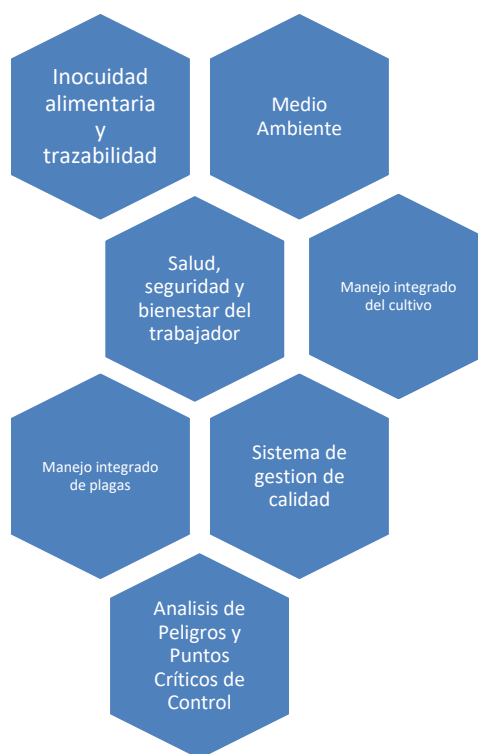 Inocuidad
alimentaria
y
trazabilidad
Medio
Ambiente
Salud,
seguridad y
bienestar del
trabajador
Manejo integrado
del cultivo
Manejo integrado
de plagas
Sistema de
gestion de
calidad
Analisis de
Peligros y
Puntos
Críticos de
Control